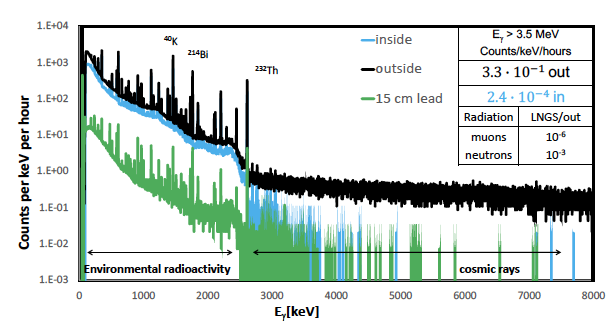 1.E+04
1.E+03
1.E+02
1.E+01
1.E+00
1.E-01
1.E-02
1.E-03
Counts per keV per hour
⁴⁰K
²¹⁴Bi
²³²Th
inside
outside
15 cm lead
Eᵧ > 3.5 MeV
Counts/keV/hours
3.3 · 10⁻¹ out
2.4 · 10⁻⁴ in
Radiation LNGS/out
muons 10⁻⁶
neutrons 10⁻³
Environmental radioactivity
cosmic rays
0 1000 2000 3000 4000 5000 6000 7000 8000
Eᵧ[keV]